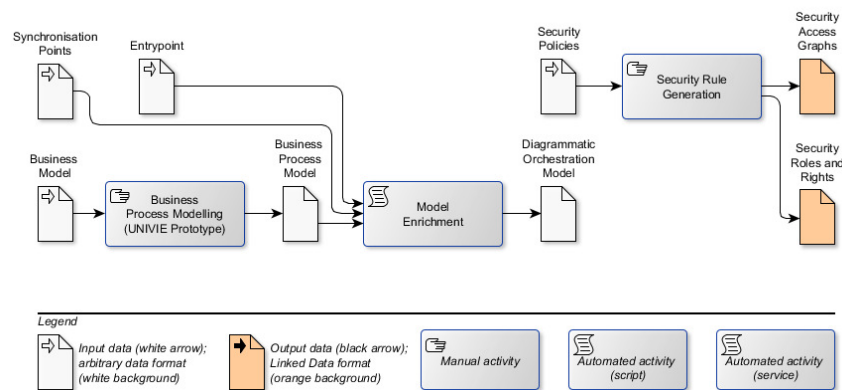 Synchronisation
Points
Entrypoint
Security
Policies
Security Rule
Generation
Security
Access
Graphs
Business
Model
Business
Process Modelling
(UNIVIE Prototype)
Business
Process
Model
Model
Enrichment
Diagrammatic
Orchestration
Model
Security
Roles and
Rights
Legend
Input data (white arrow);
arbitrary data format
(white background)
Output data (black arrow);
Linked Data format
(orange background)
Manual activity
Automated activity
(script)
Automated activity
(service)